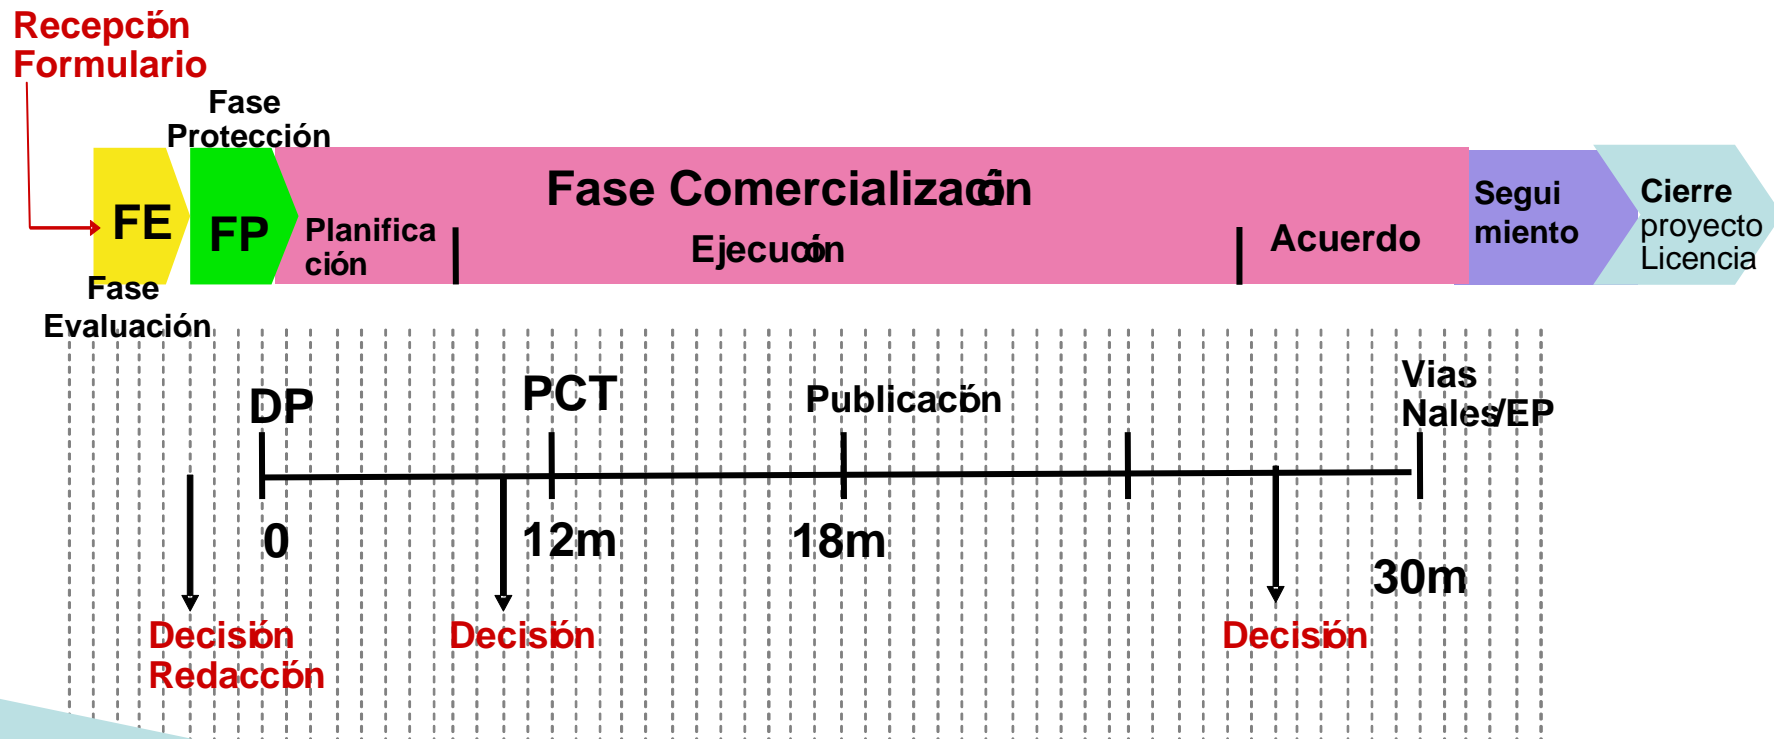 Recepción
Formulario
Fase
Protección
FE
FP
Fase
Evaluación
Fase Comercialización
Planifica
ción
Ejecución
Acuerdo
Segui
miento
Cierre
proyecto
Licencia
DP
PCT
Publicación
Vias
Nales/EP
0
12m
18m
30m
Decisión
Redacción
Decisión
Decisión